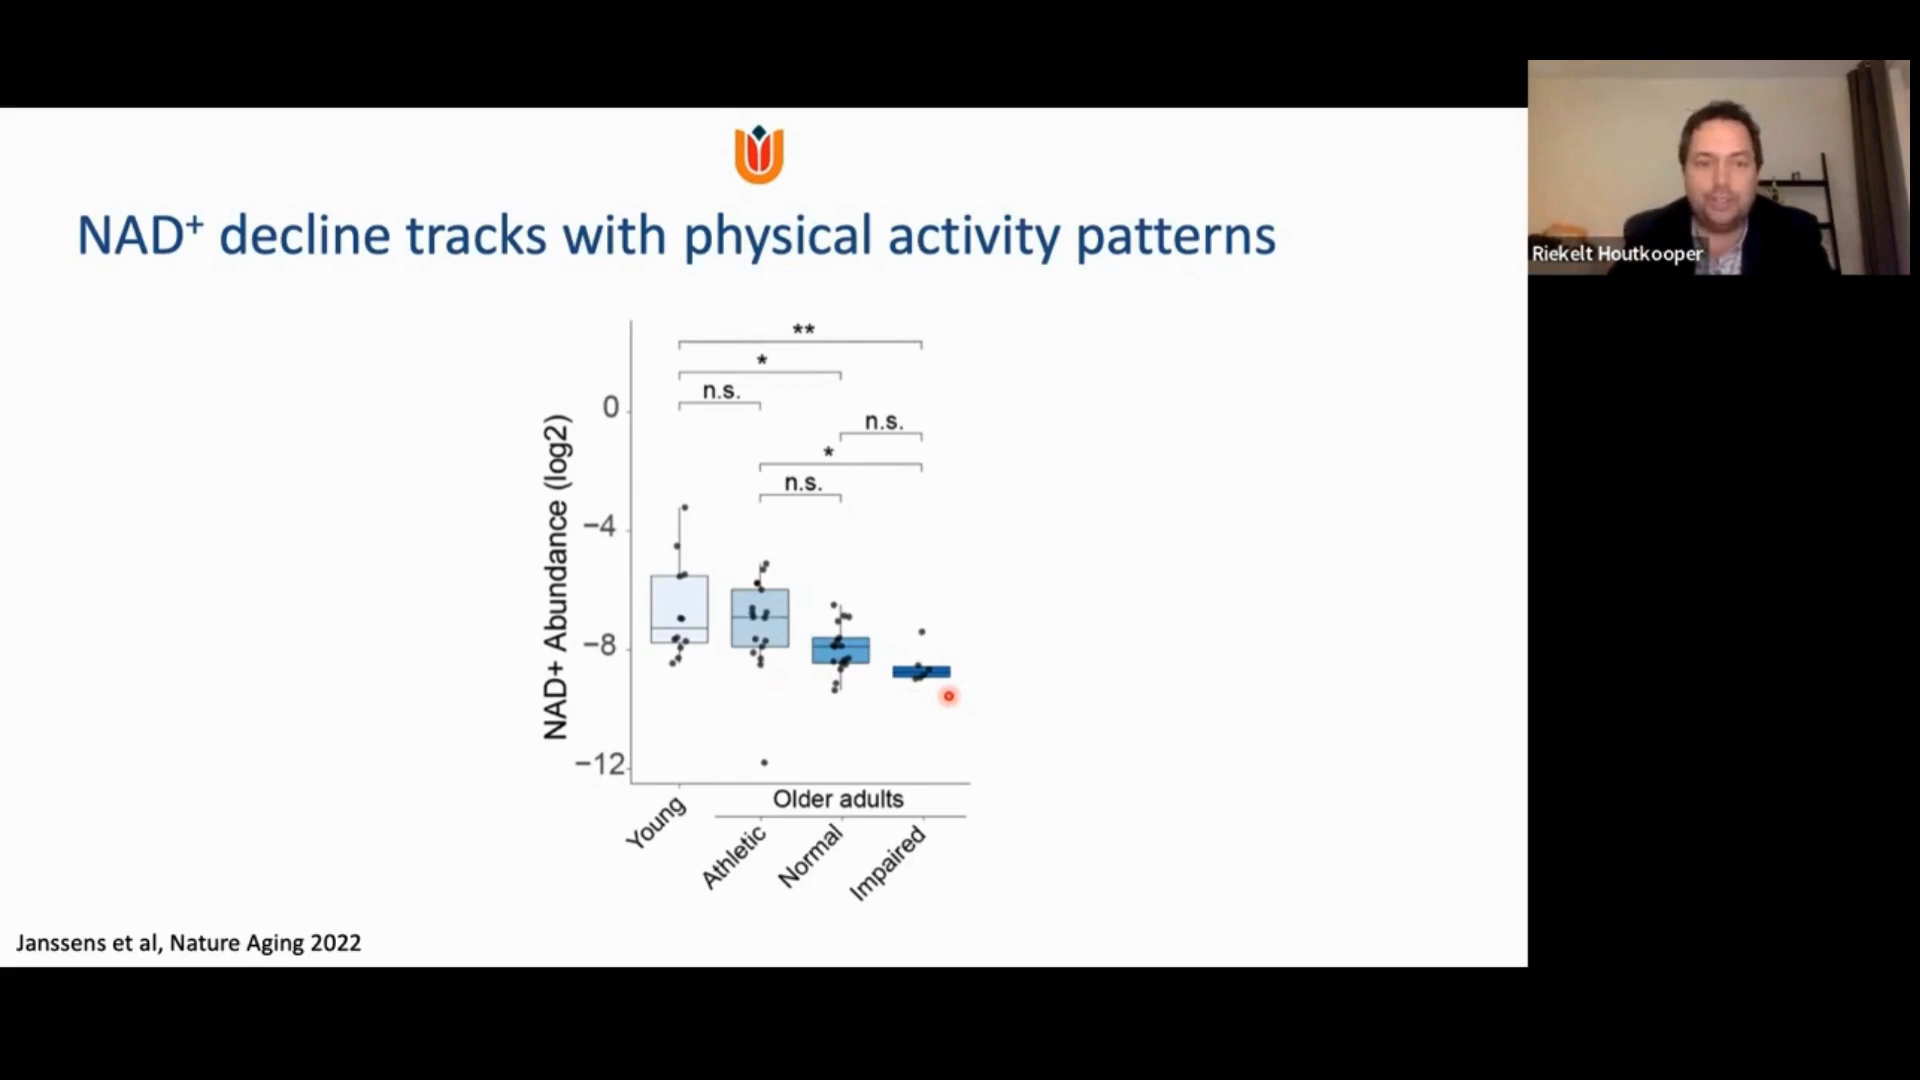 NAD+ decline tracks with physical activity patterns
Riekelt Houtkooper
**
*
n.s.
n.s.
*
n.s.
0
−4
−8
−12
NAD+ Abundance (log2)
Older adults
Young
Athletic
Normal
Impaired
Janssens et al, Nature Aging 2022